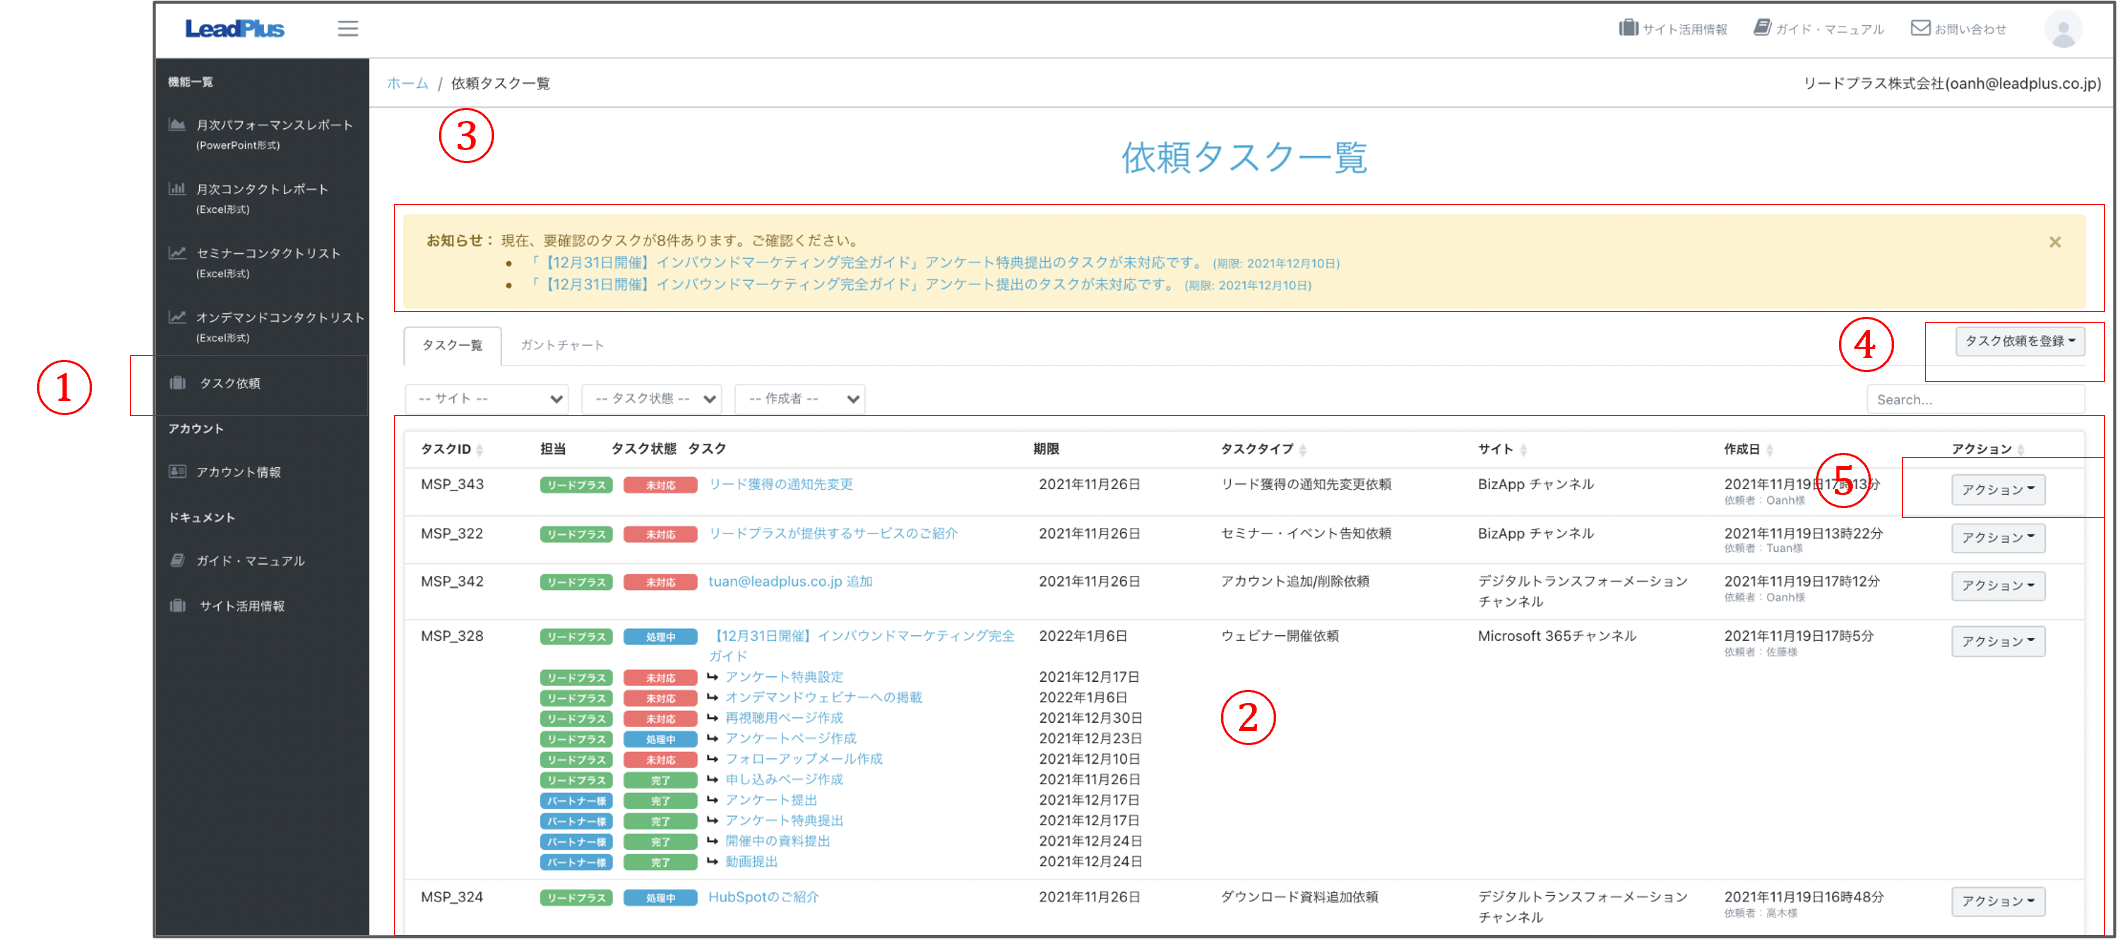 LeadPlus
サイト活用情報
ガイド・マニュアル
お問い合わせ
機能一覧
月次パフォーマンスレポート
(PowerPoint形式)
月次コンタクトレポート
(Excel形式)
セミナーコンタクトリスト
(Excel形式)
オンデマンドコンタクトリスト
(Excel形式)
①
タスク依頼
アカウント
アカウント情報
ドキュメント
ガイド・マニュアル
サイト活用情報
ホーム / 依頼タスク一覧
リードプラス株式会社(oanh@leadplus.co.jp)
③
依頼タスク一覧
お知らせ： 現在、要確認のタスクが8件あります。ご確認ください。 ×
• 「【12月31日開催】インバウンドマーケティング完全ガイド」アンケート特典提出のタスクが未対応です。 (期限: 2021年12月10日)
• 「【12月31日開催】インバウンドマーケティング完全ガイド」アンケート提出のタスクが未対応です。 (期限: 2021年12月10日)
タスク一覧 ガントチャート
④
タスク依頼を登録
-- サイト -- -- タスク状態 -- -- 作成者 -- Search...
タスクID 担当 タスク状態 タスク 期限 タスクタイプ サイト 作成日 アクション
⑤
MSP_343 リードプラス 未対応 リード獲得の通知先変更 2021年11月26日 リード獲得の通知先変更依頼 BizApp チャンネル 2021年11月19日17時13分 アクション
依頼者：Oanh様
MSP_322 リードプラス 未対応 リードプラスが提供するサービスのご紹介 2021年11月26日 セミナー・イベント告知依頼 BizApp チャンネル 2021年11月19日13時22分 アクション
依頼者：Tuan様
MSP_342 リードプラス 未対応 tuan@leadplus.co.jp 追加 2021年11月26日 アカウント追加/削除依頼 デジタルトランスフォーメーション 2021年11月19日17時12分 アクション
チャンネル 依頼者：Oanh様
MSP_328 リードプラス 処理中 【12月31日開催】インバウンドマーケティング完全 2022年1月6日 ウェビナー開催依頼 Microsoft 365チャンネル 2021年11月19日17時5分 アクション
ガイド 依頼者：佐藤様
リードプラス 未対応 アンケート特典設定 2021年12月17日
リードプラス 未対応 オンデマンドウェビナーへの掲載 2022年1月6日
リードプラス 未対応 再視聴用ページ作成 2021年12月30日
②
リードプラス 処理中 アンケートページ作成 2021年12月23日
リードプラス 未対応 フォローアップメール作成 2021年12月10日
リードプラス 完了 申し込みページ作成 2021年11月26日
パートナー様 完了 アンケート提出 2021年12月17日
パートナー様 完了 アンケート特典提出 2021年12月17日
パートナー様 完了 開催中の資料提出 2021年12月24日
パートナー様 完了 動画提出 2021年12月24日
MSP_324 リードプラス 処理中 HubSpotのご紹介 2021年11月26日 ダウンロード資料追加依頼 デジタルトランスフォーメーション 2021年11月19日16時48分 アクション
チャンネル 依頼者：高木様